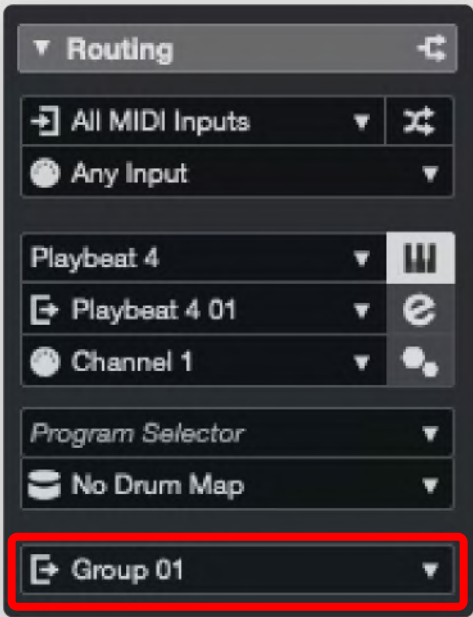 Routing
All MIDI Inputs
Any Input
Playbeat 4
Playbeat 4 01
Channel 1
Program Selector
No Drum Map
Group 01